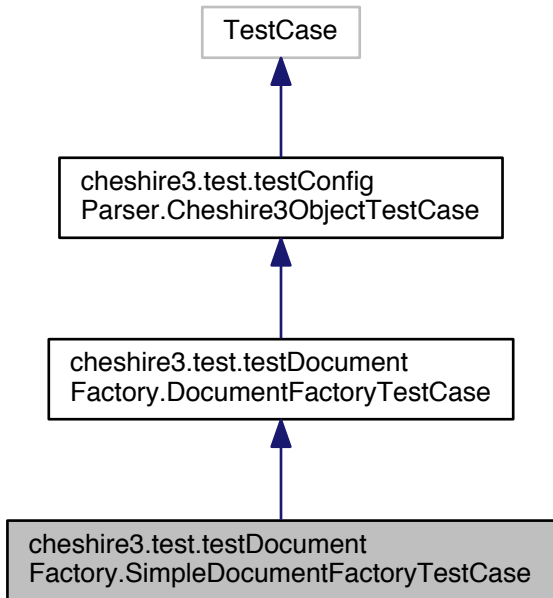 TestCase
cheshire3.test.testConfig
Parser.Cheshire3ObjectTestCase
cheshire3.test.testDocument
Factory.DocumentFactoryTestCase
cheshire3.test.testDocument
Factory.SimpleDocumentFactoryTestCase